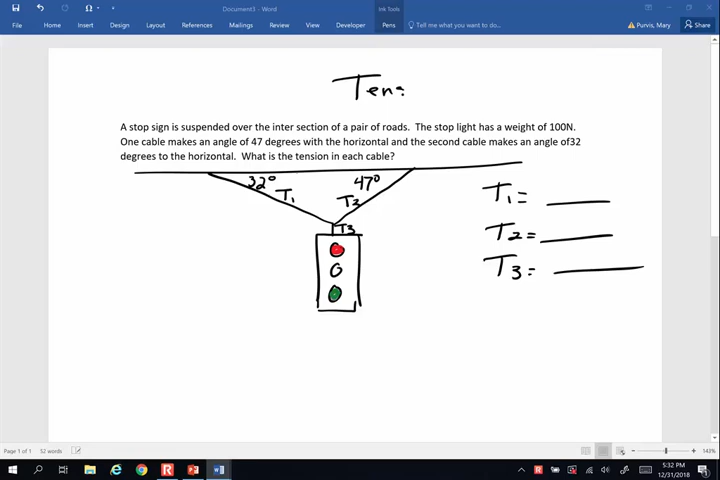 Document3 - Word
Ink Tools
File Home Insert Design Layout References Mailings Review View Developer Pens Tell me what you want to do... Purvis, Mary Share
Tens
A stop sign is suspended over the inter section of a pair of roads. The stop light has a weight of 100N.
One cable makes an angle of 47 degrees with the horizontal and the second cable makes an angle of32
degrees to the horizontal. What is the tension in each cable?
32° 47°
T1 T2
T3
T1 =
T2 =
T3 =
Page 1 of 1 52 words 143%
5:32 PM
12/31/2018